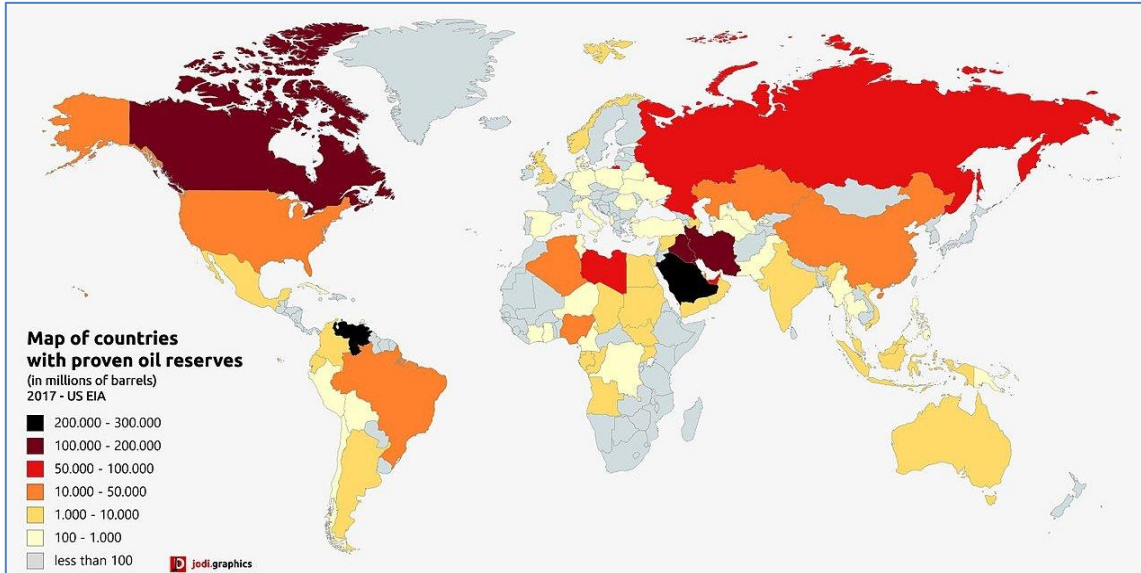 Map of countries
with proven oil reserves
(in millions of barrels)
2017 - US EIA
200.000 - 300.000
100.000 - 200.000
50.000 - 100.000
10.000 - 50.000
1.000 - 10.000
100 - 1.000
less than 100
jodi.graphics